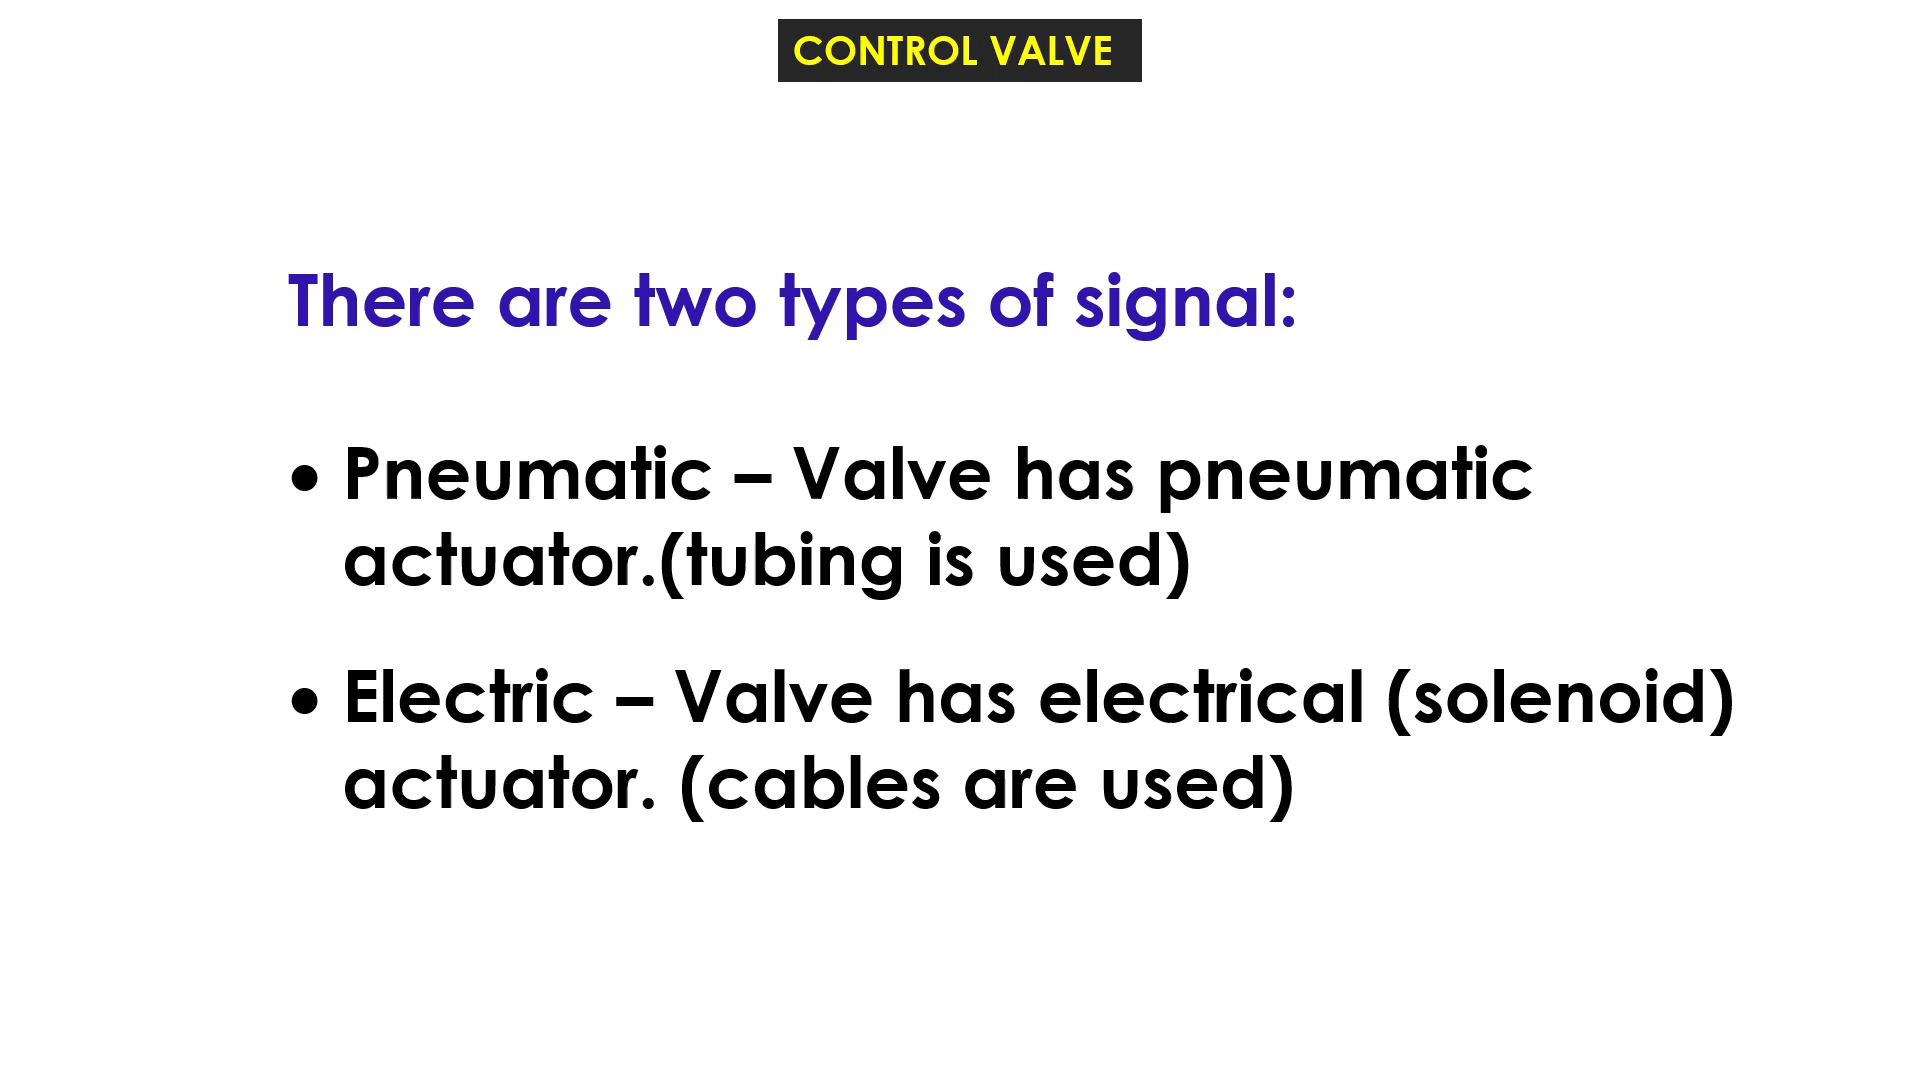 CONTROL VALVE
There are two types of signal:
• Pneumatic – Valve has pneumatic
actuator.(tubing is used)
• Electric – Valve has electrical (solenoid)
actuator. (cables are used)